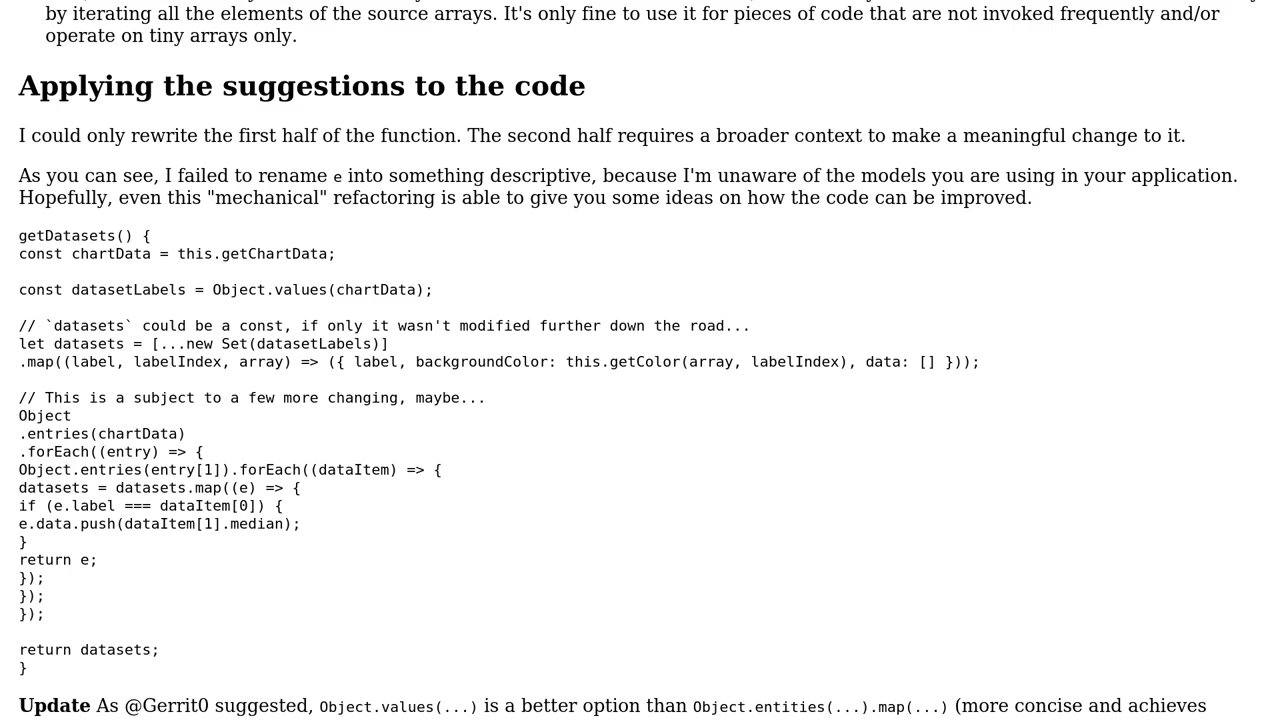 by iterating all the elements of the source arrays. It's only fine to use it for pieces of code that are not invoked frequently and/or
operate on tiny arrays only.
Applying the suggestions to the code
I could only rewrite the first half of the function. The second half requires a broader context to make a meaningful change to it.
As you can see, I failed to rename e into something descriptive, because I'm unaware of the models you are using in your application.
Hopefully, even this "mechanical" refactoring is able to give you some ideas on how the code can be improved.
getDatasets() {
const chartData = this.getChartData;
const datasetLabels = Object.values(chartData);
// `datasets` could be a const, if only it wasn't modified further down the road...
let datasets = [...new Set(datasetLabels)]
.map((label, labelIndex, array) => ({ label, backgroundColor: this.getColor(array, labelIndex), data: [] }));
// This is a subject to a few more changing, maybe...
Object
.entries(chartData)
.forEach((entry) => {
Object.entries(entry[1]).forEach((dataItem) => {
datasets = datasets.map((e) => {
if (e.label === dataItem[0]) {
e.data.push(dataItem[1].median);
}
return e;
});
});
});
return datasets;
}
Update As @Gerrit0 suggested, Object.values(...) is a better option than Object.entities(...).map(...) (more concise and achieves